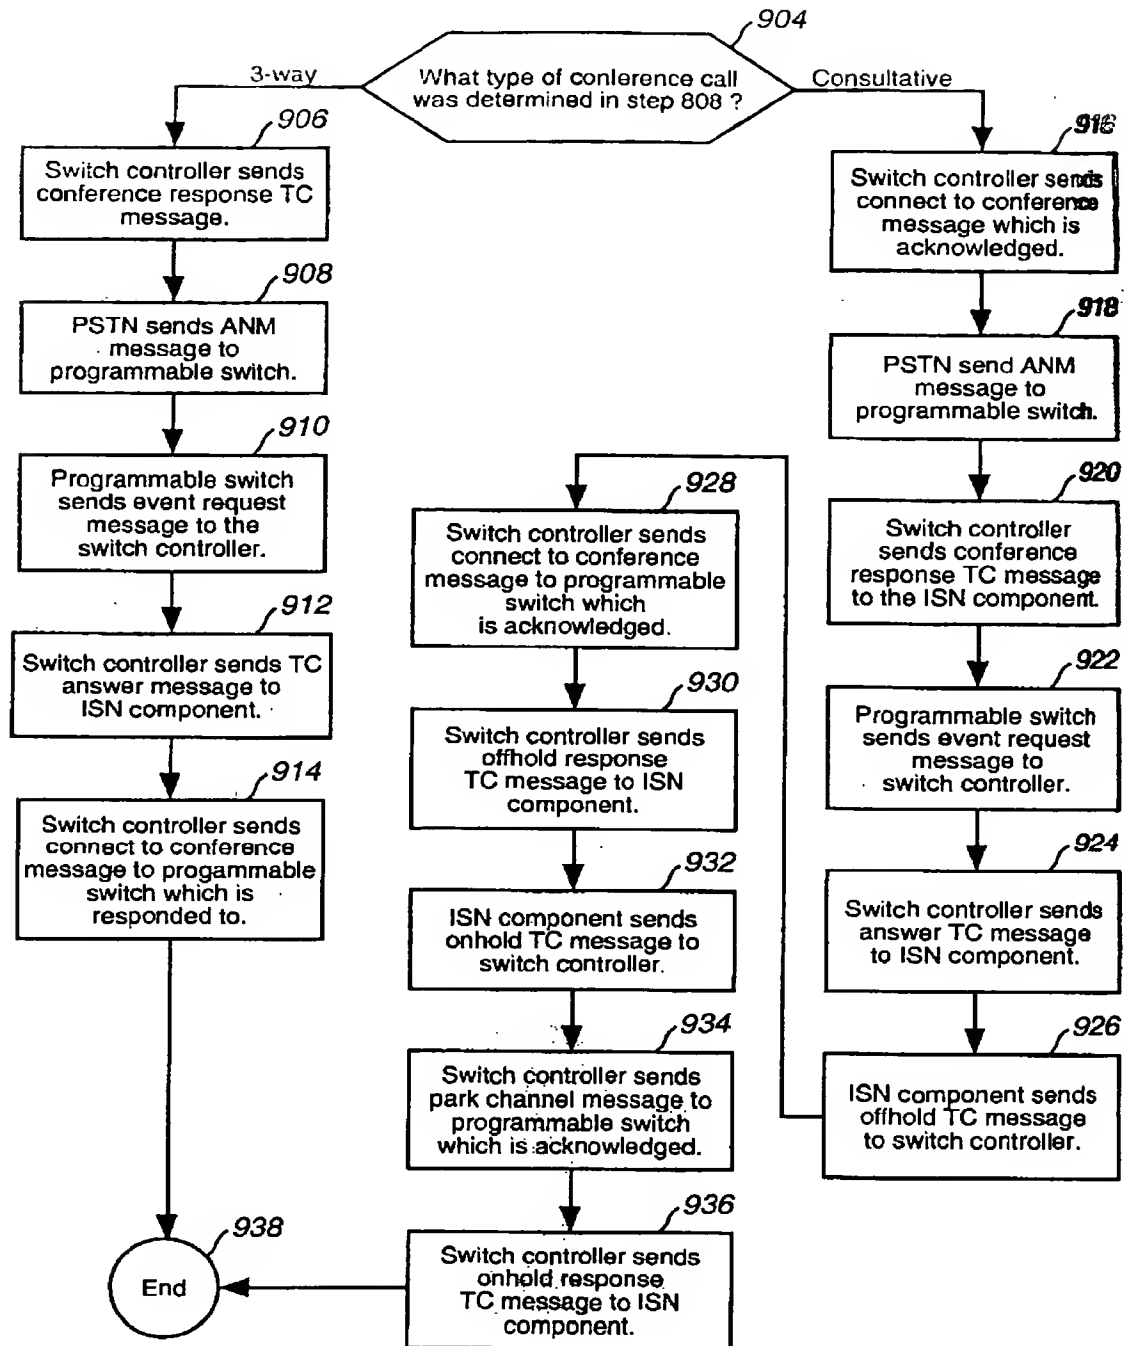 904
What type of conference call
was determined in step 808 ?
3-way
Consultative
906
Switch controller sends
conference response TC
message.
908
PSTN sends ANM
message to
programmable switch.
910
Programmable switch
sends event request
message to the
switch controller.
912
Switch controller sends TC
answer message to
ISN component.
914
Switch controller sends
connect to conference
message to progammable
switch which is
responded to.
916
Switch controller sends
connect to conference
message which is
acknowledged.
918
PSTN send ANM
message to
programmable switch.
920
Switch controller
sends conference
response TC message
to the ISN component.
922
Programmable switch
sends event request
message to
switch controller.
924
Switch controller sends
answer TC message
to ISN component.
926
ISN component sends
offhold TC message
to switch controller.
928
Switch controller sends
connect to conference
message to programmable
switch which
is acknowledged.
930
Switch controller sends
offhold response
TC message to ISN
component.
932
ISN component sends
onhold TC message to
switch controller.
934
Switch controller sends
park channel message to
programmable switch
which is acknowledged.
936
Switch controller sends
onhold response
TC message to ISN
component.
938
End